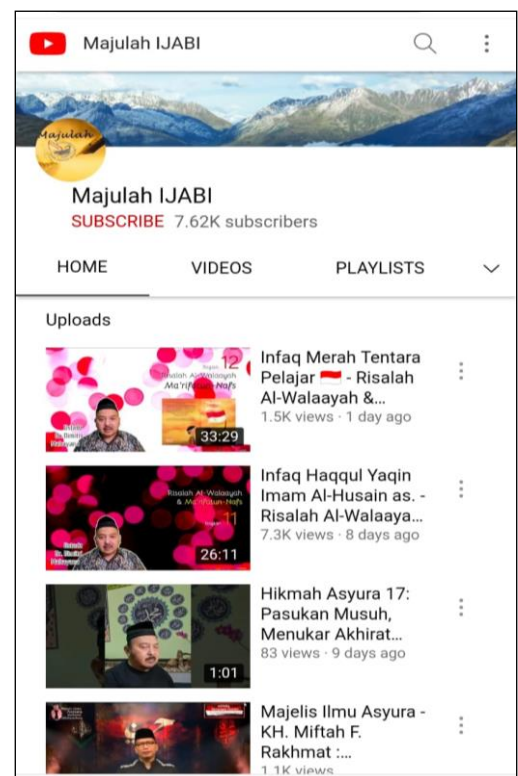 Majulah IJABI
Majulah
Majulah IJABI
SUBSCRIBE 7.62K subscribers
HOME VIDEOS PLAYLISTS
Uploads
12
Risalah Al-Walaayah
Ma'rifatun-Nafs
33:29
Infaq Merah Tentara
Pelajar 🇮🇩 - Risalah
Al-Walaayah &...
1.5K views · 1 day ago
Risalah Al-Walaayah
& Ma'rifatun-Nafs
11
26:11
Infaq Haqqul Yaqin
Imam Al-Husain as. -
Risalah Al-Walaaya...
7.3K views · 8 days ago
1:01
Hikmah Asyura 17:
Pasukan Musuh,
Menukar Akhirat...
83 views · 9 days ago
Majelis Ilmu Asyura -
KH. Miftah F.
Rakhmat :...
1.1K views